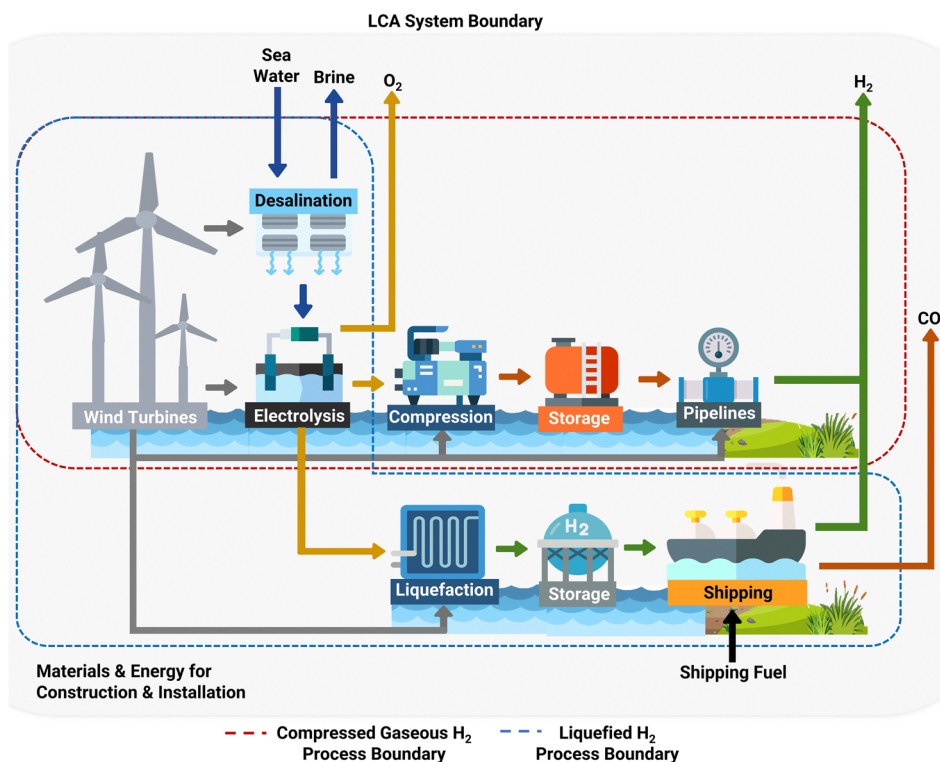 LCA System Boundary
Sea
Water
Brine
O₂
H₂
Desalination
CO
Wind Turbines
Electrolysis
Compression
Storage
Pipelines
H₂
Liquefaction
Storage
Shipping
Materials & Energy for
Construction & Installation
Shipping Fuel
Compressed Gaseous H₂
Process Boundary
Liquefied H₂
Process Boundary